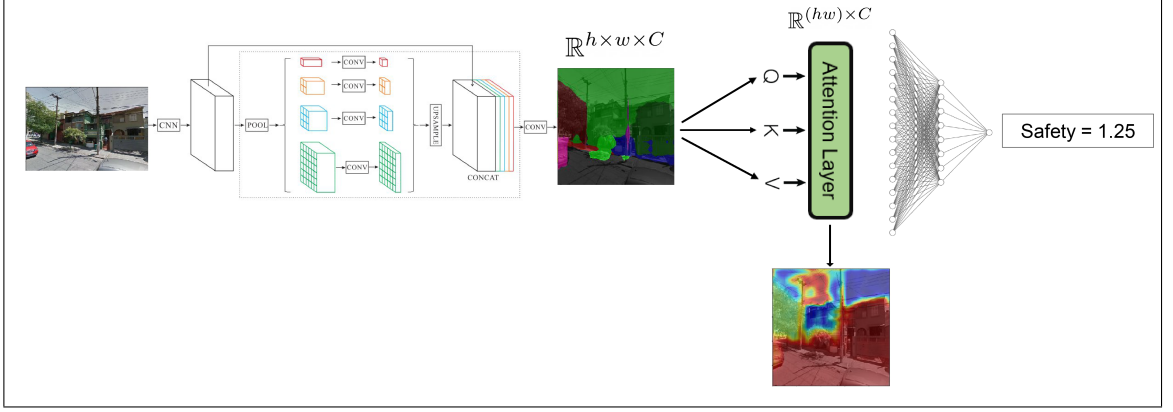 CNN
POOL
CONV
CONV
CONV
CONV
UPSAMPLE
CONCAT
CONV
ℝ^{h×w×C}
Q
K
V
ℝ^{(hw)×C}
Attention Layer
Safety = 1.25